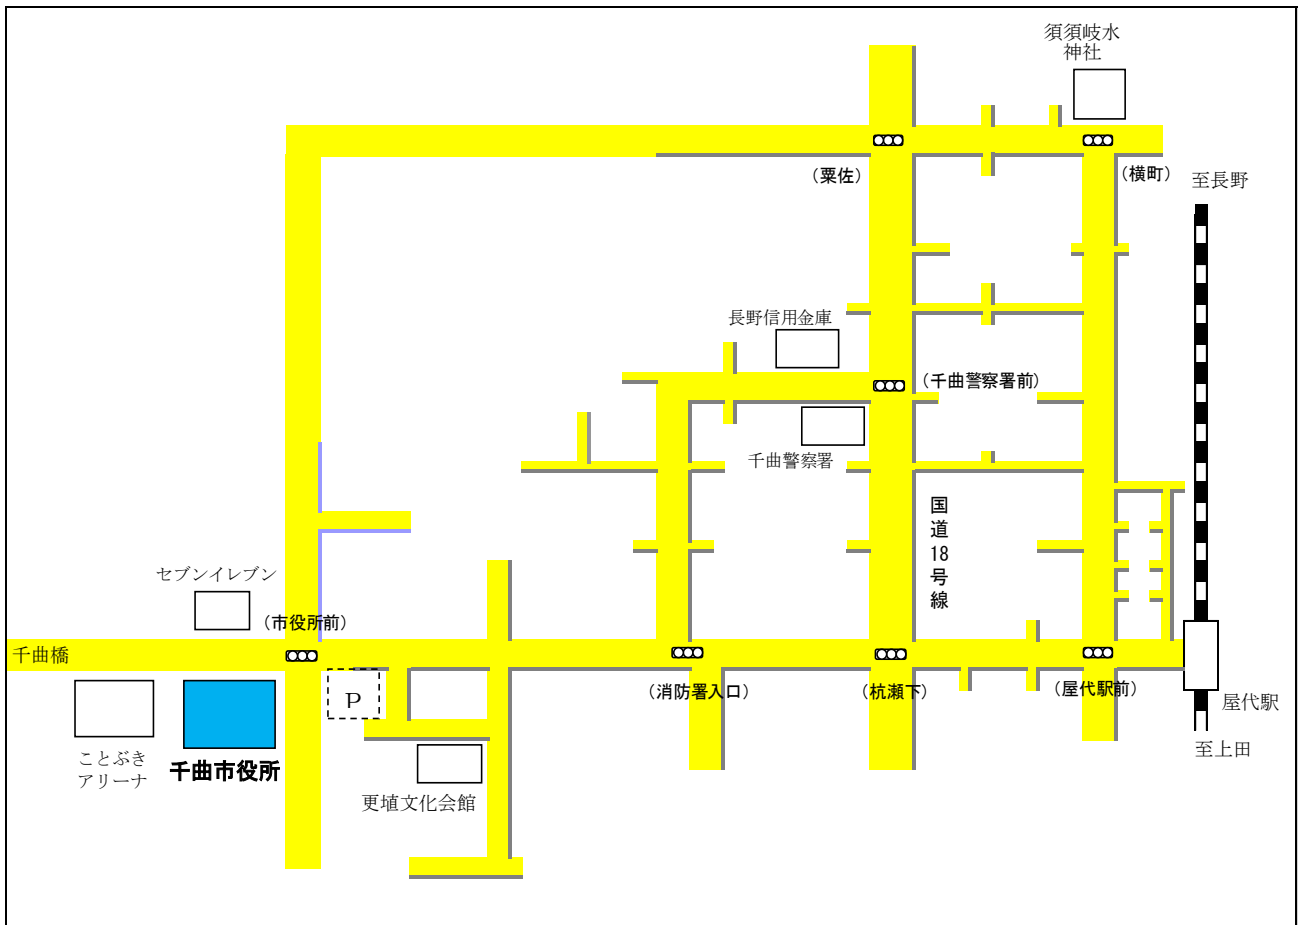 須須岐水
神社
(粟佐)
(横町)
至長野
長野信用金庫
(千曲警察署前)
千曲警察署
国道18号線
セブンイレブン
(市役所前)
千曲橋
P
(消防署入口)
(杭瀬下)
(屋代駅前)
屋代駅
至上田
ことぶき
アリーナ
千曲市役所
更埴文化会館